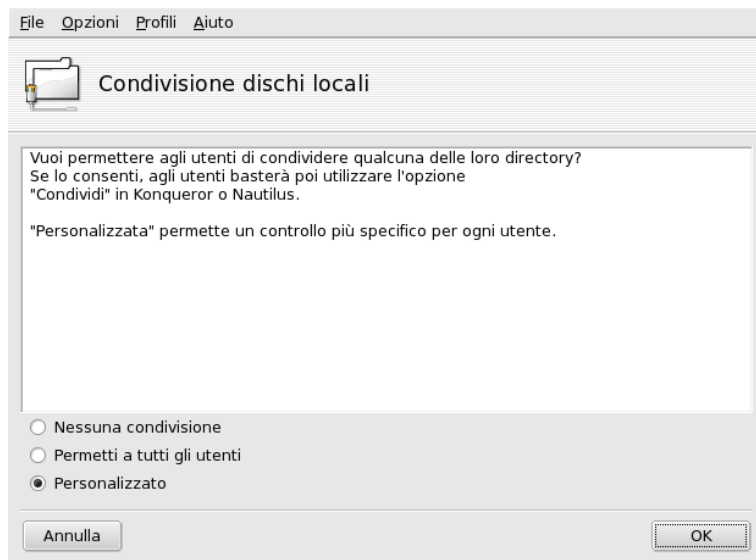 File Opzioni Profili Aiuto
Condivisione dischi locali
Vuoi permettere agli utenti di condividere qualcuna delle loro directory?
Se lo consenti, agli utenti basterà poi utilizzare l'opzione
"Condividi" in Konqueror o Nautilus.
"Personalizzata" permette un controllo più specifico per ogni utente.
Nessuna condivisione
Permetti a tutti gli utenti
Personalizzato
Annulla OK